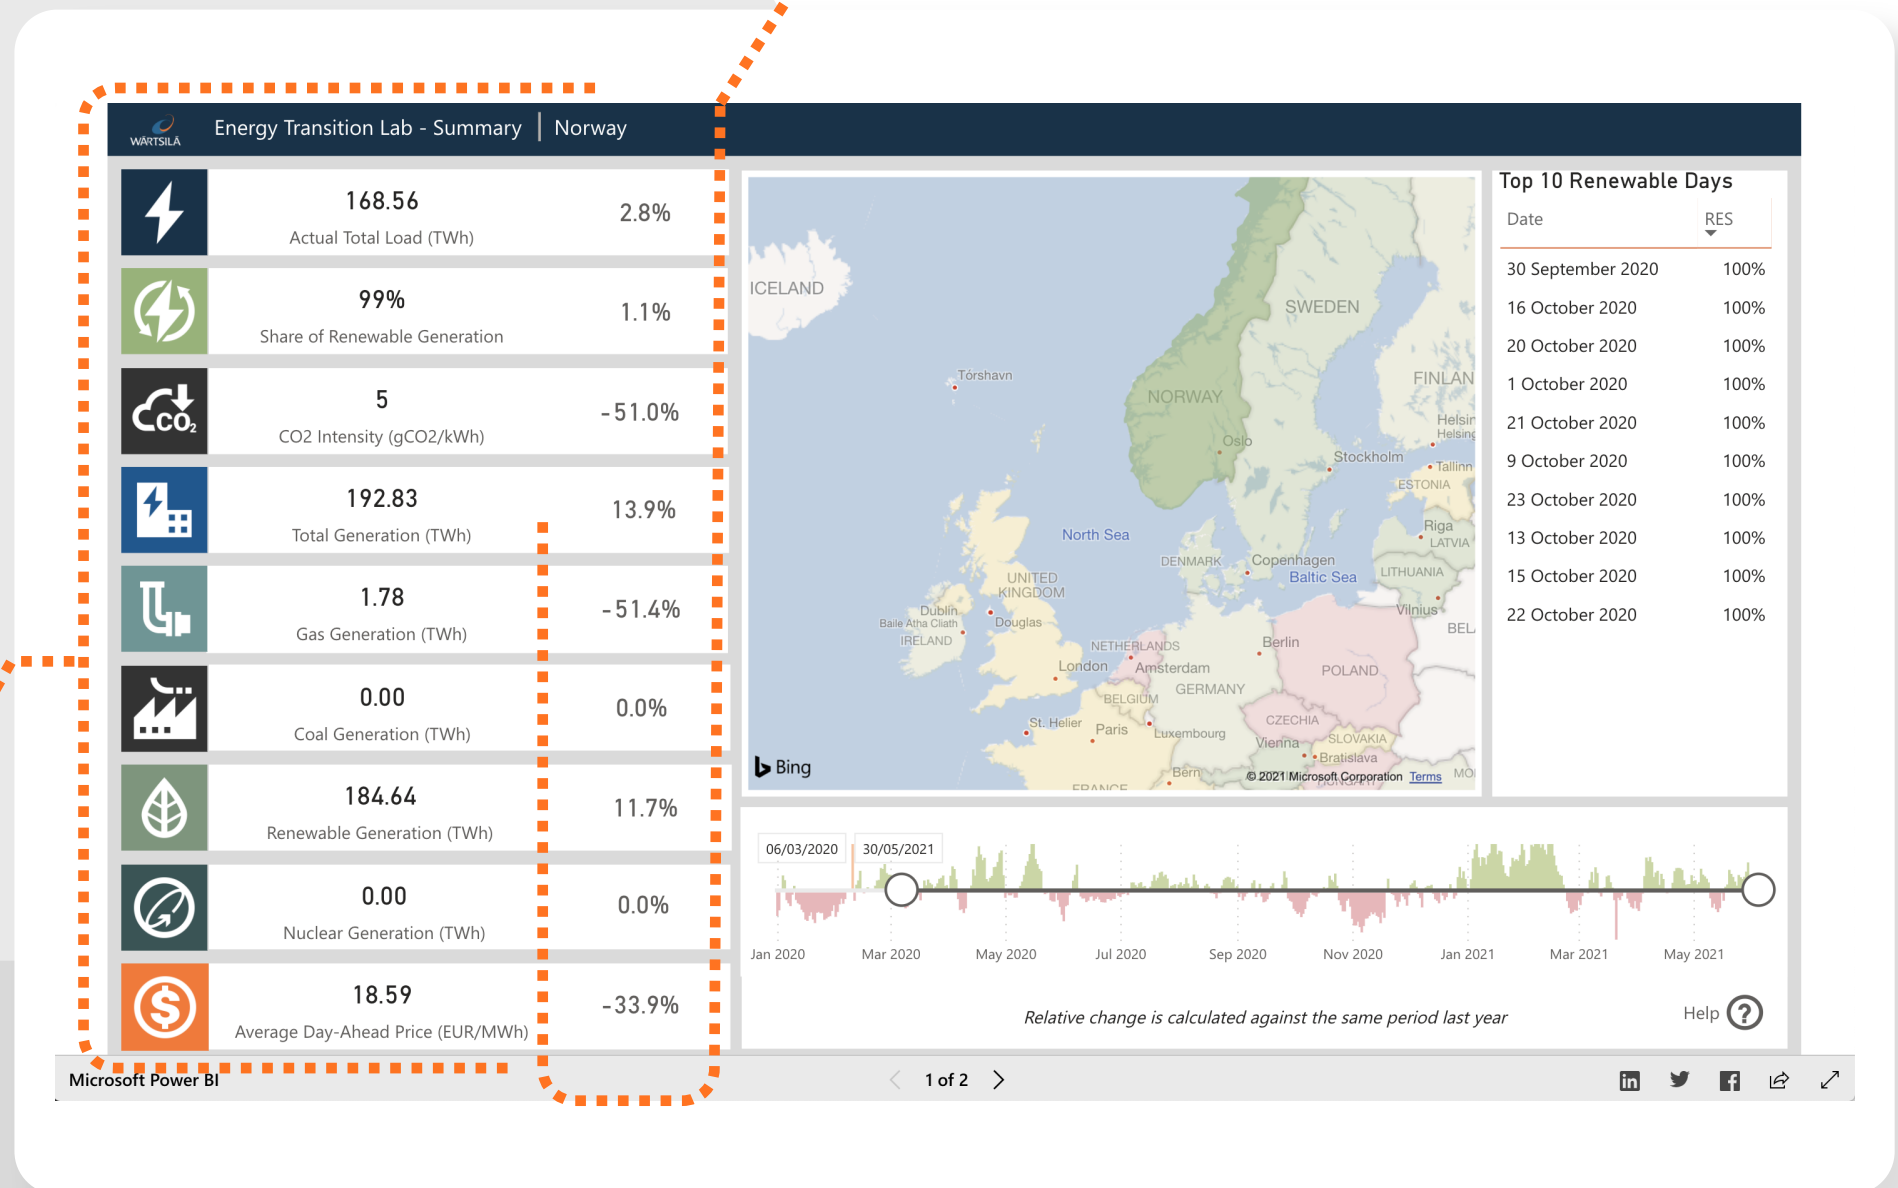 WÄRTSILÄ
Energy Transition Lab - Summary | Norway
168.56
Actual Total Load (TWh)
2.8%
99%
Share of Renewable Generation
1.1%
CO2
5
CO2 Intensity (gCO2/kWh)
-51.0%
192.83
Total Generation (TWh)
13.9%
1.78
Gas Generation (TWh)
-51.4%
0.00
Coal Generation (TWh)
0.0%
184.64
Renewable Generation (TWh)
11.7%
0.00
Nuclear Generation (TWh)
0.0%
$
18.59
Average Day-Ahead Price (EUR/MWh)
-33.9%
ICELAND
SWEDEN
Tórshavn
FINLAN
NORWAY
Helsin
Helsing
Oslo
Stockholm
Tallinn
ESTONIA
North Sea
Riga
LATVIA
DENMARK
Copenhagen
Baltic Sea
LITHUANIA
UNITED
KINGDOM
Vilnius
Dublin
Baile Átha Cliath
IRELAND
Douglas
BEL
NETHERLANDS
Berlin
London
Amsterdam
POLAND
GERMANY
BELGIUM
St. Helier
Paris
Luxembourg
CZECHIA
Vienna
SLOVAKIA
Bratislava
Bern
FRANCE
HUNGARY
MO
Bing
© 2021 Microsoft Corporation Terms
Top 10 Renewable Days
Date RES
30 September 2020 100%
16 October 2020 100%
20 October 2020 100%
1 October 2020 100%
21 October 2020 100%
9 October 2020 100%
23 October 2020 100%
13 October 2020 100%
15 October 2020 100%
22 October 2020 100%
06/03/2020 30/05/2021
Jan 2020 Mar 2020 May 2020 Jul 2020 Sep 2020 Nov 2020 Jan 2021 Mar 2021 May 2021
Relative change is calculated against the same period last year
Help ?
Microsoft Power BI
< 1 of 2 >
in
f